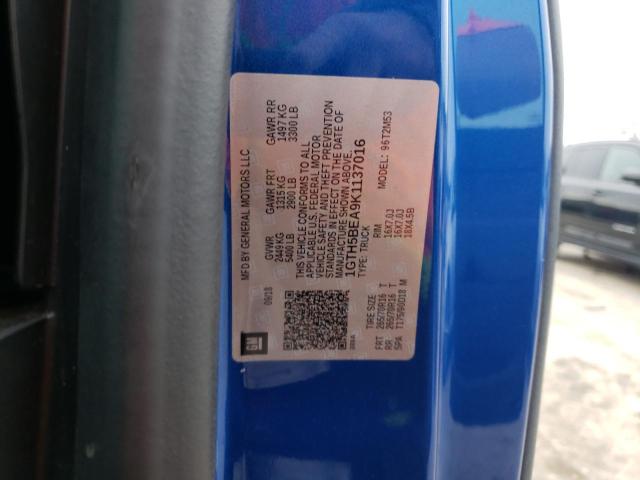 MFD BY GENERAL MOTORS LLC
09/18
GVWR GAWR FRT GAWR RR
2449 KG 1315 KG 1497 KG
5400 LB 2900 LB 3300 LB
THIS VEHICLE CONFORMS TO ALL
APPLICABLE U.S. FEDERAL MOTOR
VEHICLE SAFETY AND THEFT PREVENTION
STANDARDS IN EFFECT ON THE DATE OF
MANUFACTURE SHOWN ABOVE.
1GTH5BEA9K1137016
TYPE: TRUCK MODEL: 96T2M53
GM
TIRE SIZE RIM
FRT 265/70R16 T 16X7.0J
RR 265/70R16 T 16X7.0J
SPA T175/90D18 M 18X4.5B